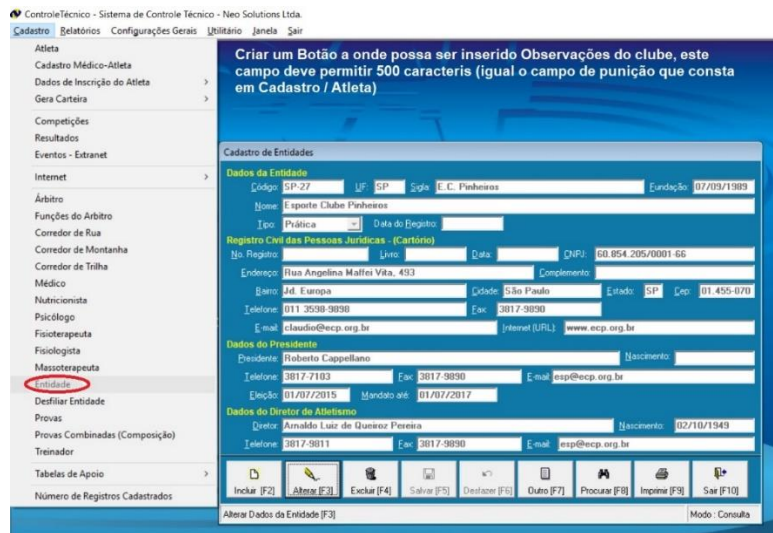 ControleTécnico - Sistema de Controle Técnico - Neo Solutions Ltda.
Cadastro Relatórios Configurações Gerais Utilitário Janela Sair
Atleta
Cadastro Médico-Atleta
Dados de Inscrição do Atleta
Gera Carteira
Competições
Resultados
Eventos - Extranet
Internet
Árbitro
Funções do Arbitro
Corredor de Rua
Corredor de Montanha
Corredor de Trilha
Médico
Nutricionista
Psicólogo
Fisioterapeuta
Fisiologista
Massoterapeuta
Entidade
Desfiliar Entidade
Provas
Provas Combinadas (Composição)
Treinador
Tabelas de Apoio
Número de Registros Cadastrados
Criar um Botão a onde possa ser inserido Observações do clube, este
campo deve permitir 500 caracteris (igual o campo de punição que consta
em Cadastro / Atleta)
Cadastro de Entidades
Dados da Entidade
Código: SP-27 UF: SP Sigla: E.C. Pinheiros Fundação: 07/09/1989
Nome: Esporte Clube Pinheiros
Tipo: Prática Data do Registro:
Registro Civil das Pessoas Jurídicas - (Cartório)
No. Registro: Livro: Data: CNPJ: 60.854.205/0001-66
Endereço: Rua Angelina Maffei Vita, 493 Complemento:
Bairro: Jd. Europa Cidade: São Paulo Estado: SP Cep: 01.455-070
Telefone: 011 3598-9898 Fax: 3817-9890
E-mail: claudio@ecp.org.br Internet (URL): www.ecp.org.br
Dados do Presidente
Presidente: Roberto Cappellano Nascimento:
Telefone: 3817-7103 Fax: 3817-9890 E-mail: esp@ecp.org.br
Eleição: 01/07/2015 Mandato até: 01/07/2017
Dados do Diretor de Atletismo
Diretor: Arnaldo Luiz de Queiroz Pereira Nascimento: 02/10/1949
Telefone: 3817-9811 Fax: 3817-9890 E-mail: esp@ecp.org.br
Incluir [F2] Alterar [F3] Excluir [F4] Salvar [F5] Desfazer [F6] Outro [F7] Procurar [F8] Imprimir [F9] Sair [F10]
Alterar Dados da Entidade [F3] Modo : Consulta